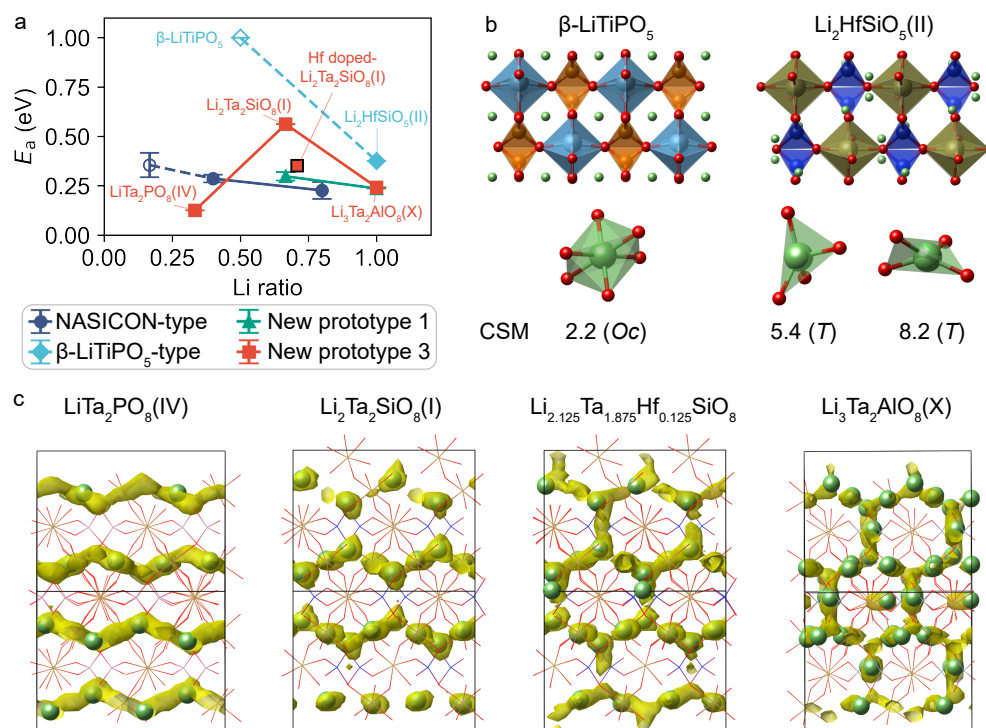 a
1.00
0.75
0.50
0.25
0.00
Eₐ (eV)
0.00 0.25 0.50 0.75 1.00
Li ratio
β-LiTiPO₅
Hf doped-
Li₂Ta₂SiO₈(I)
Li₂Ta₂SiO₈(I)
Li₂HfSiO₅(II)
LiTa₂PO₈(IV)
Li₃Ta₂AlO₈(X)
NASICON-type
New prototype 1
β-LiTiPO₅-type
New prototype 3
b
β-LiTiPO₅
Li₂HfSiO₅(II)
CSM 2.2 (Oc) 5.4 (T) 8.2 (T)
c
LiTa₂PO₈(IV)
Li₂Ta₂SiO₈(I)
Li₂.₁₂₅Ta₁.₈₇₅Hf₀.₁₂₅SiO₈
Li₃Ta₂AlO₈(X)